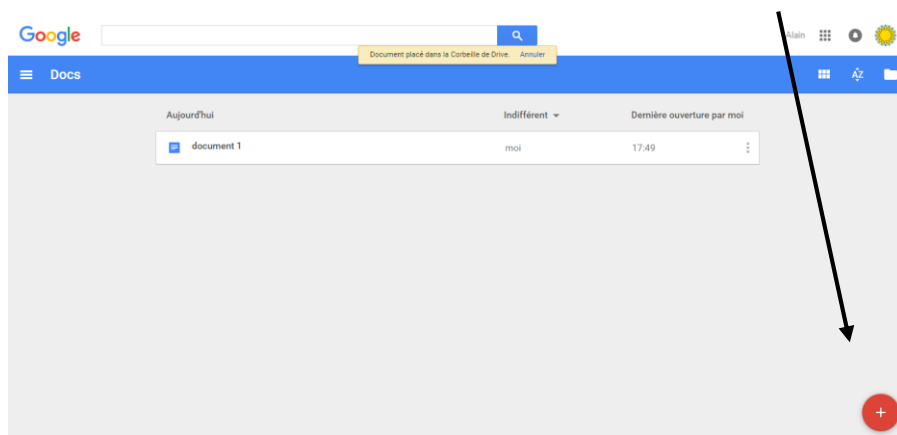 Google
Alain
Document placé dans la Corbeille de Drive. Annuler
Docs
AZ
Aujourd'hui Indifférent Dernière ouverture par moi
document 1 moi 17:49